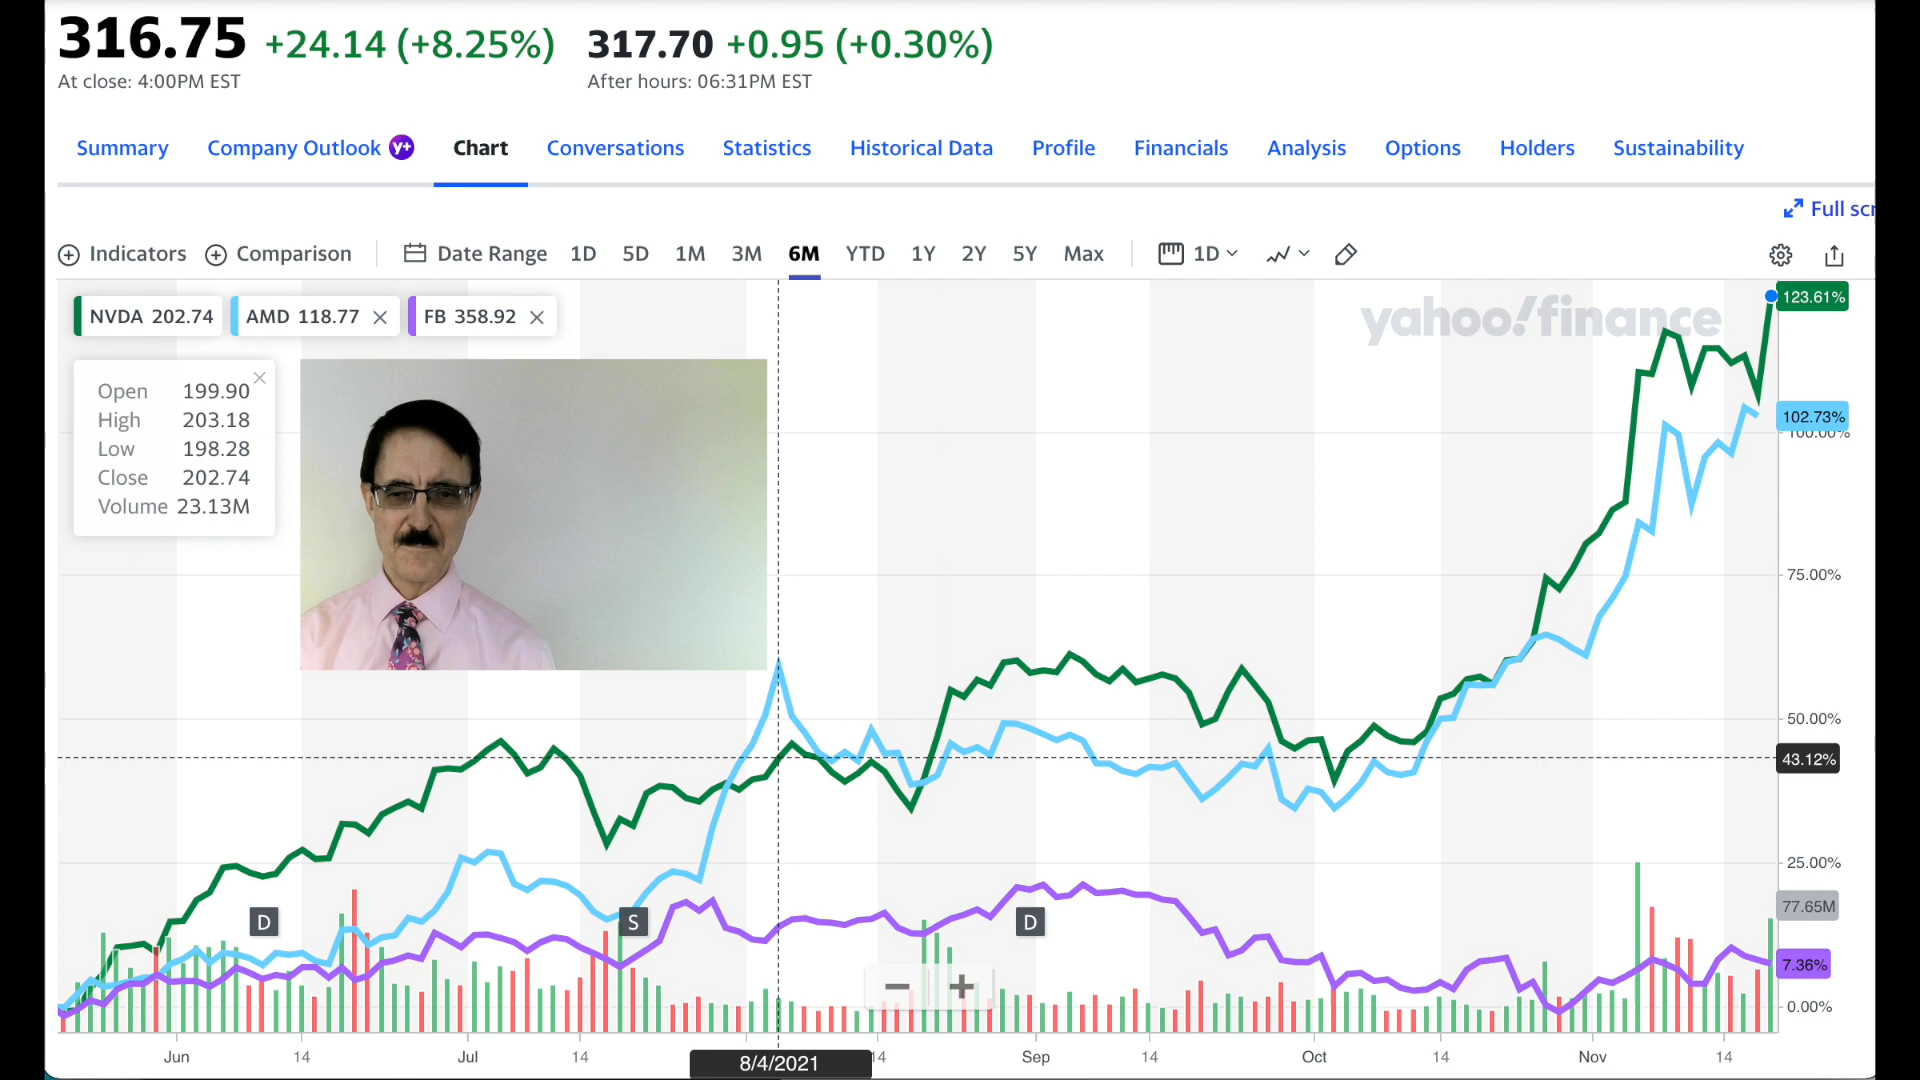 316.75 +24.14 (+8.25%) 317.70 +0.95 (+0.30%)
At close: 4:00PM EST After hours: 06:31PM EST
Summary Company Outlook y+ Chart Conversations Statistics Historical Data Profile Financials Analysis Options Holders Sustainability
Full scr
Indicators Comparison Date Range 1D 5D 1M 3M 6M YTD 1Y 2Y 5Y Max 1D
NVDA 202.74 AMD 118.77 FB 358.92
yahoo!finance
123.61%
Open 199.90
High 203.18
Low 198.28
Close 202.74
Volume 23.13M
102.73%
100.00%
75.00%
50.00%
43.12%
25.00%
77.65M
D S D
7.36%
0.00%
Jun 14 Jul 14 8/4/2021 14 Sep 14 Oct 14 Nov 14